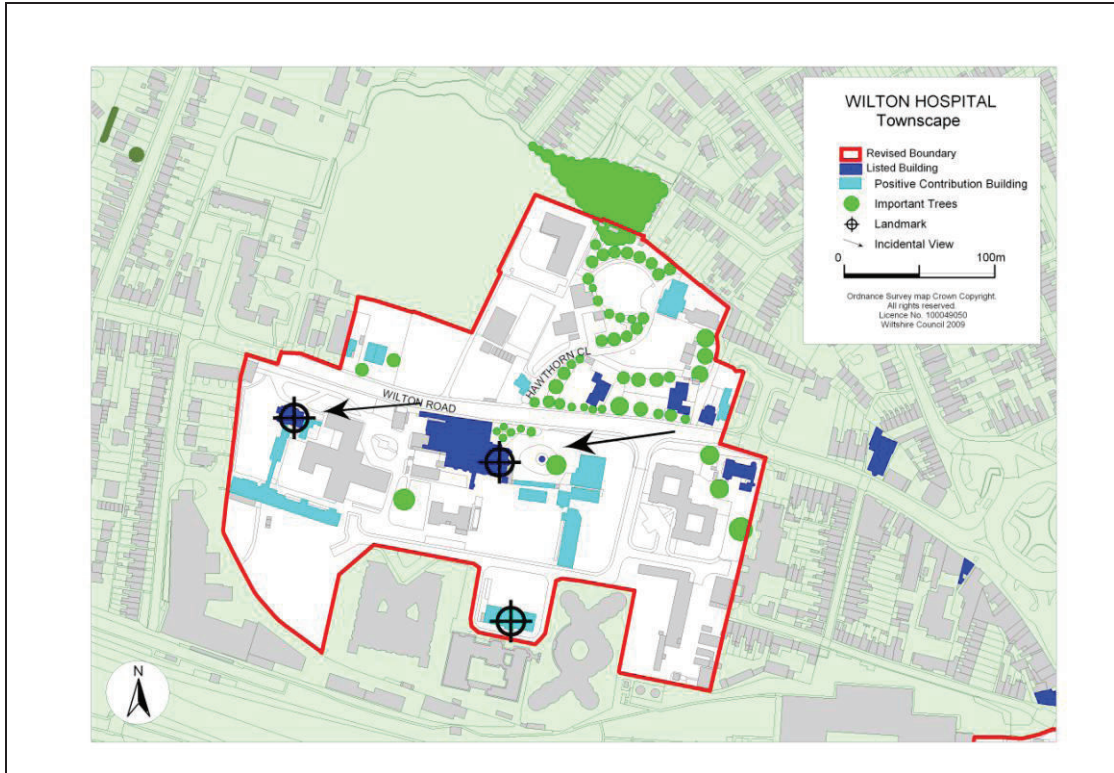 WILTON HOSPITAL
Townscape
Revised Boundary
Listed Building
Positive Contribution Building
Important Trees
Landmark
Incidental View
0 100m
Ordnance Survey map Crown Copyright.
All rights reserved.
Licence No. 100049050
Wiltshire Council 2009
HAWTHORN CL
WILTON ROAD
N